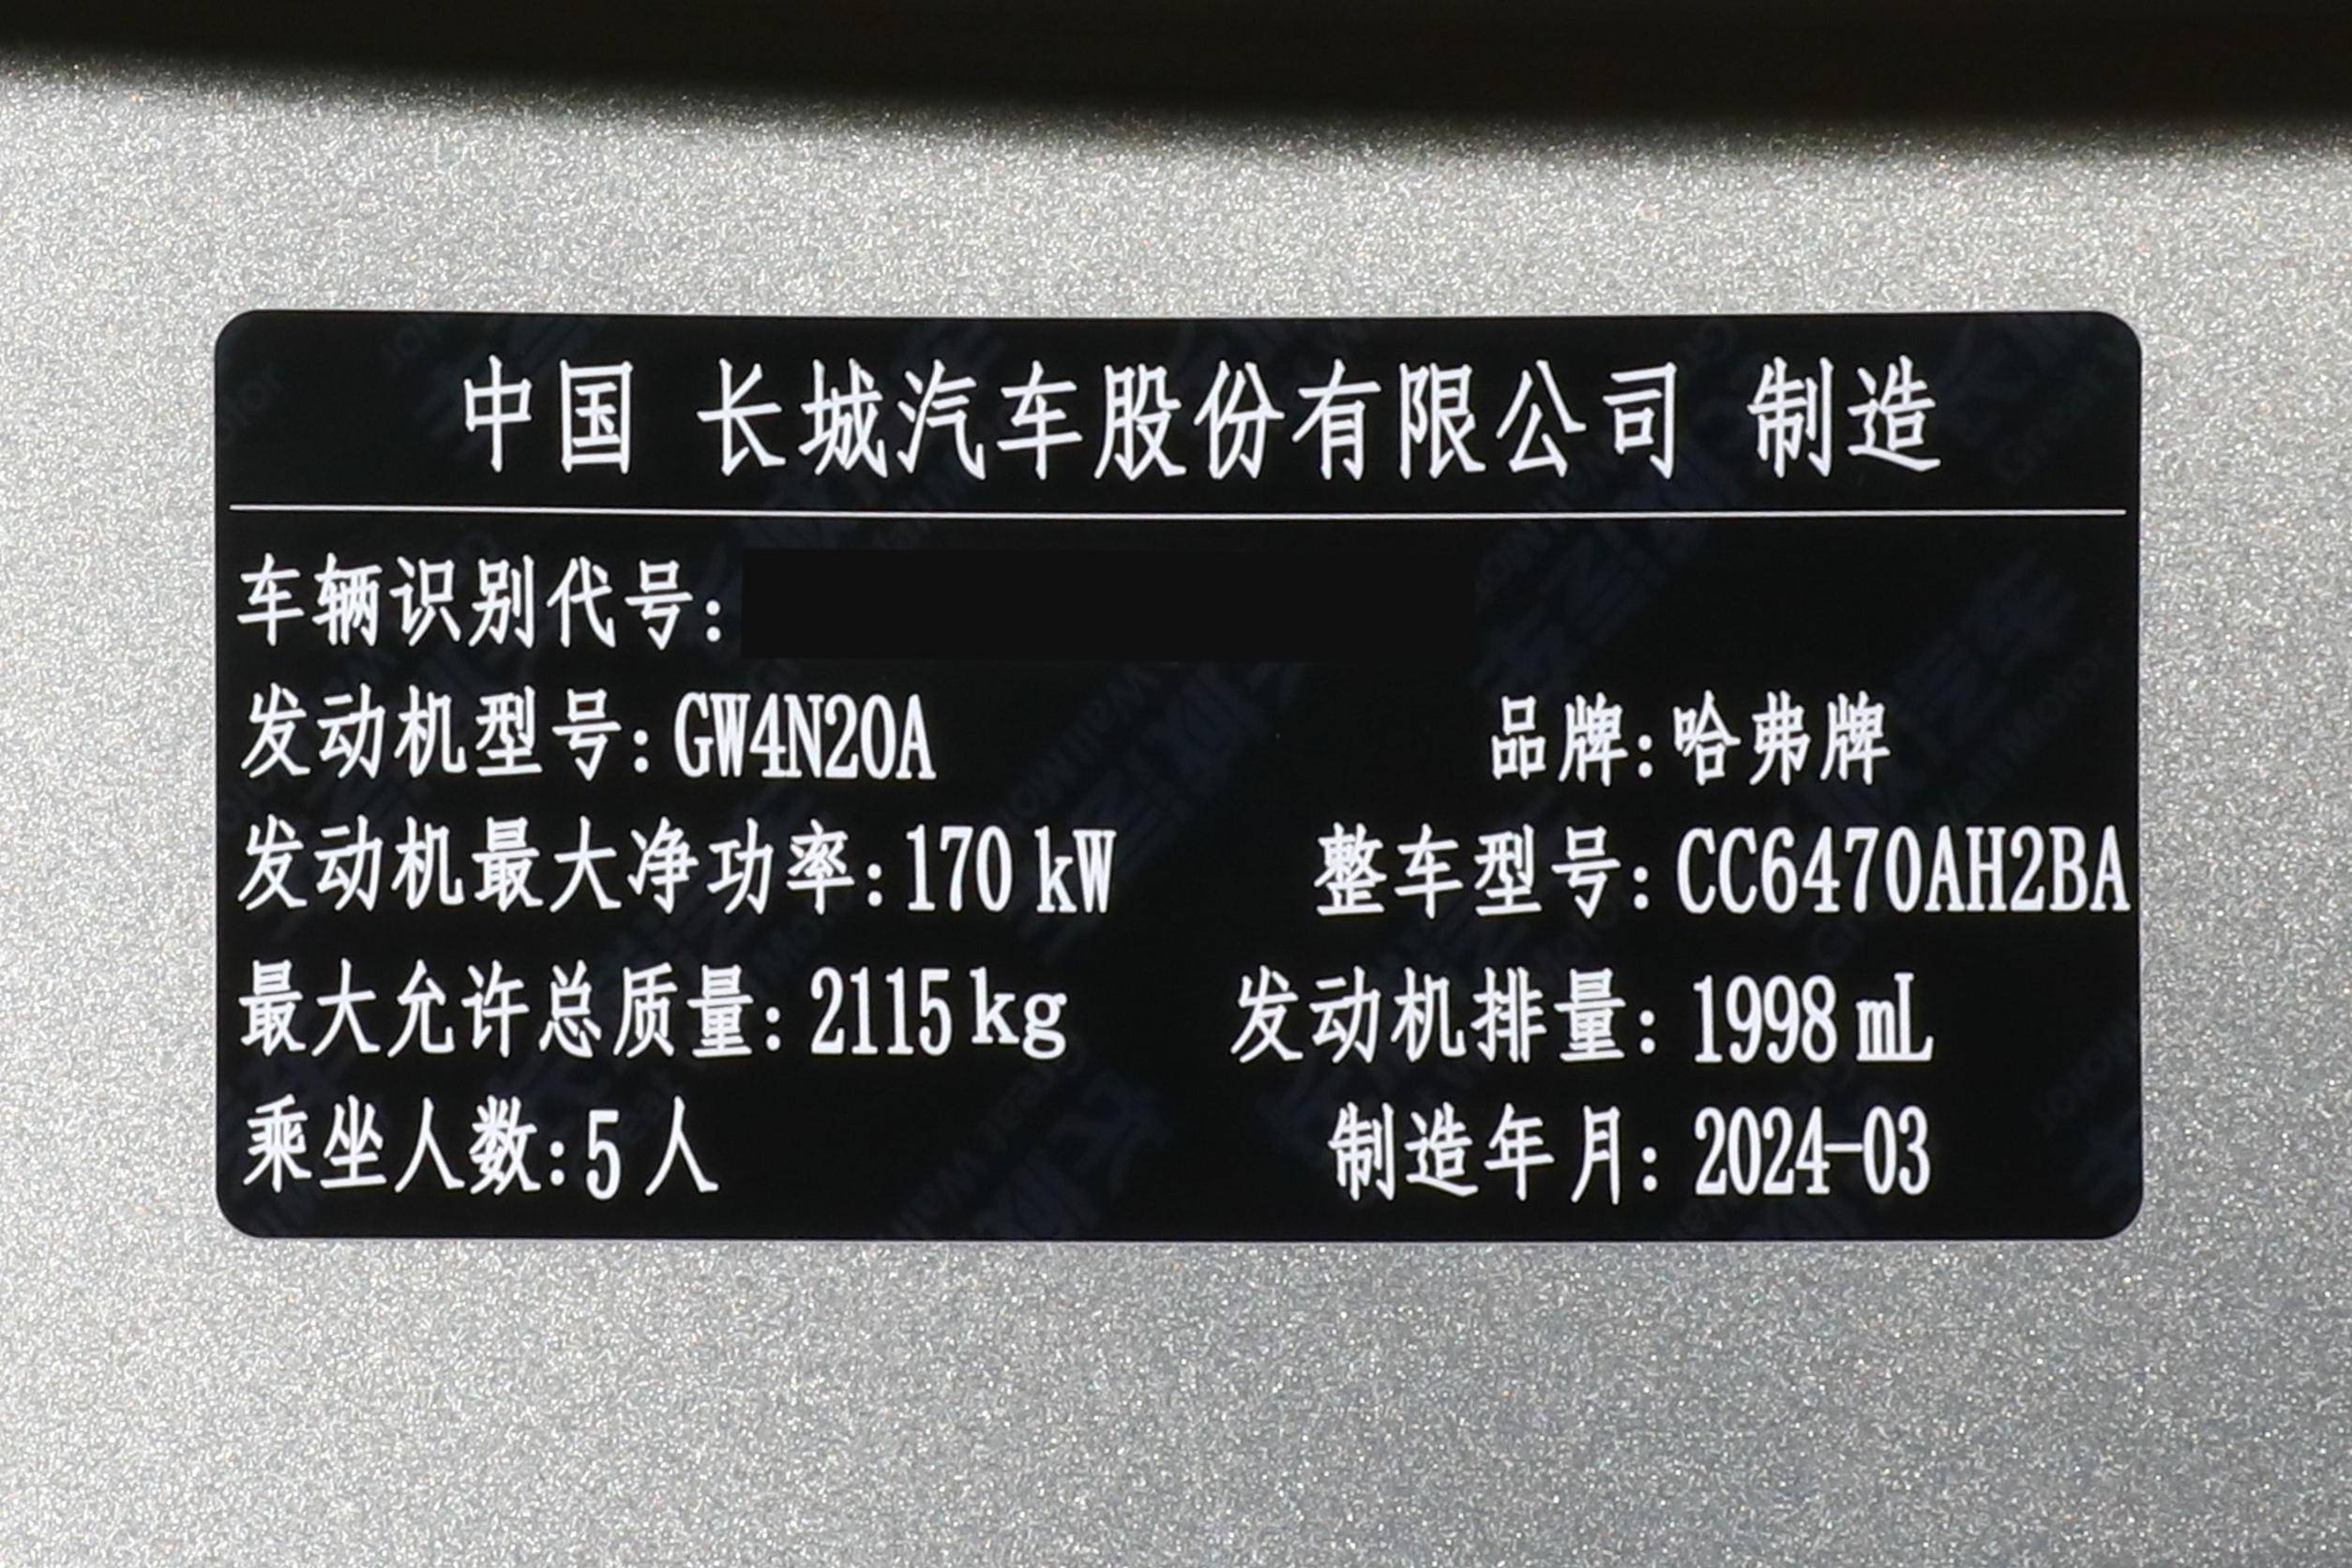 中国 长城汽车股份有限公司 制造
车辆识别代号:
发动机型号:GW4N20A 品牌:哈弗牌
发动机最大净功率:170 kW 整车型号:CC6470AH2BA
最大允许总质量:2115kg 发动机排量:1998 mL
乘坐人数:5 人 制造年月:2024-03